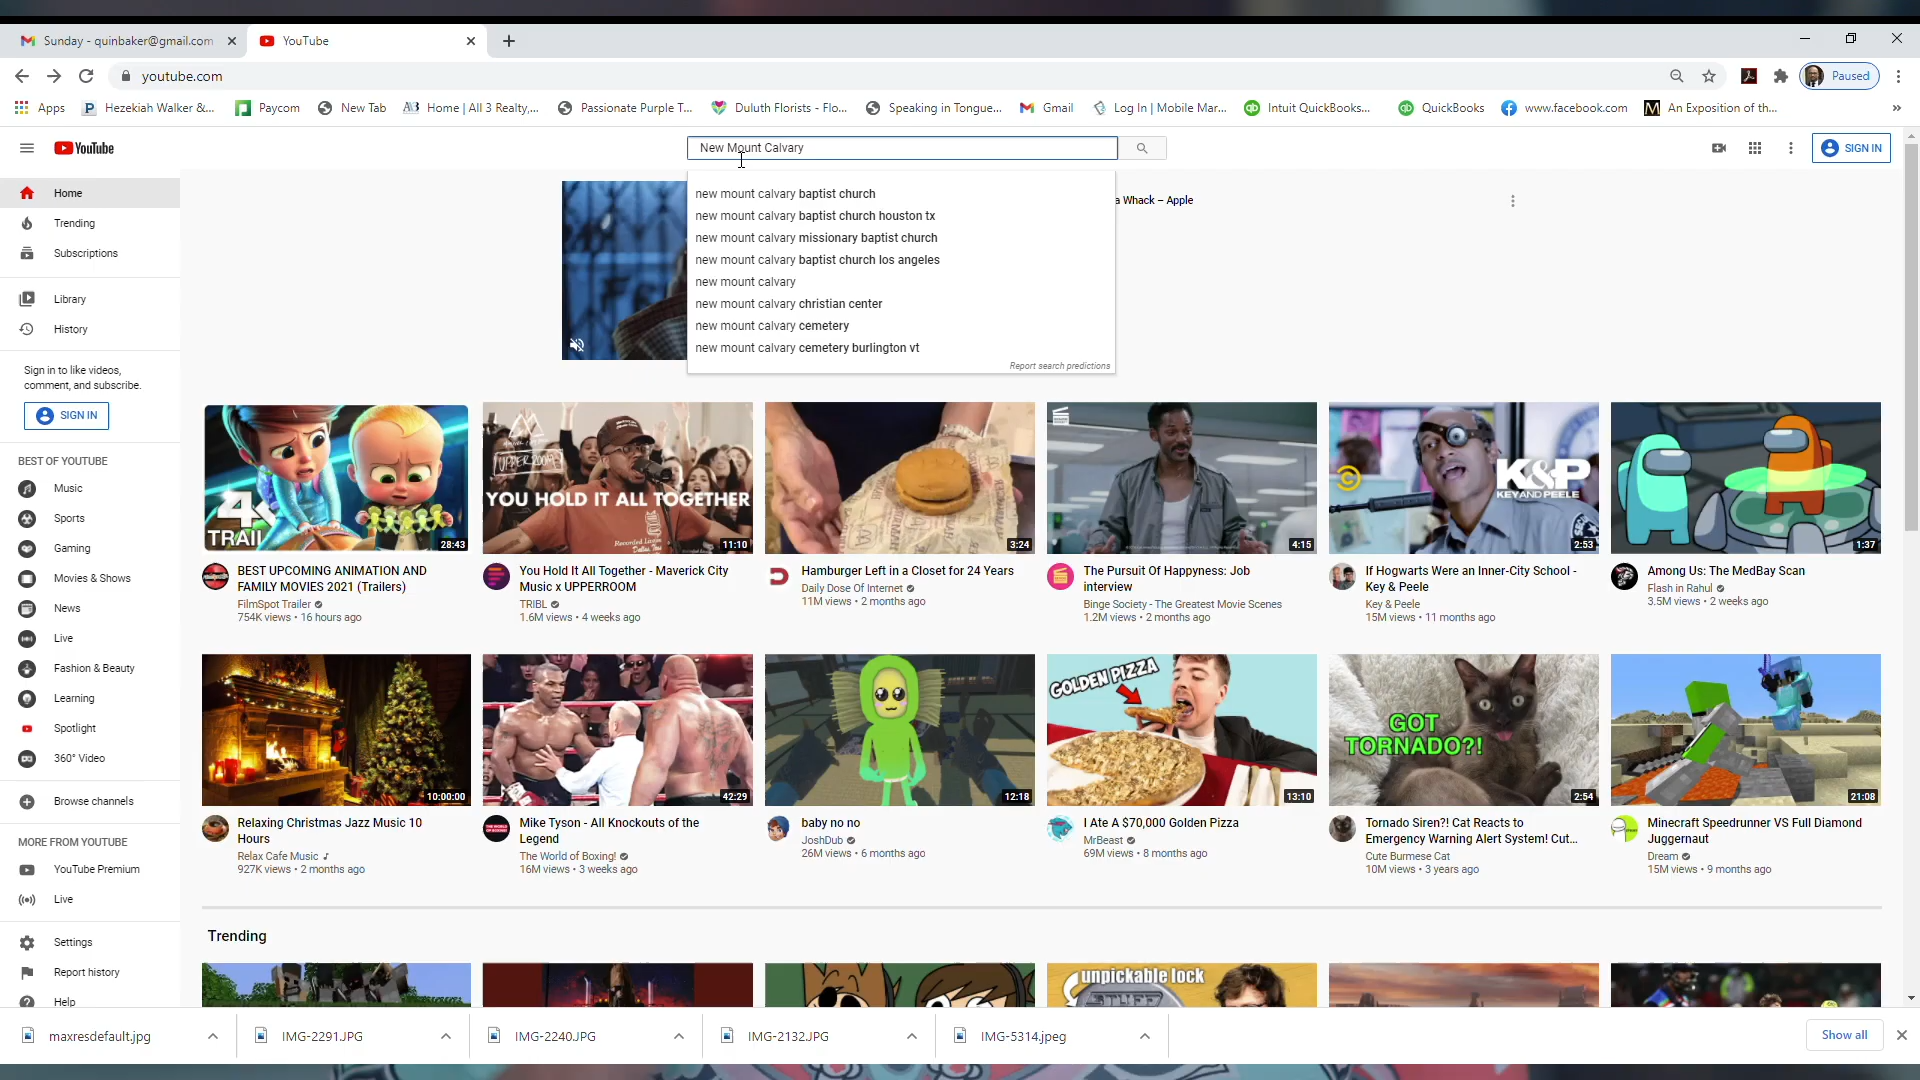 Sunday - quinbaker@gmail.com
YouTube
youtube.com
Paused
Apps
Hezekiah Walker &...
Paycom
New Tab
Home | All 3 Realty,...
Passionate Purple T...
Duluth Florists - Flo...
Speaking in Tongue...
Gmail
Log In | Mobile Mar...
Intuit QuickBooks...
QuickBooks
www.facebook.com
An Exposition of th...
YouTube
New Mount Calvary
SIGN IN
new mount calvary baptist church
new mount calvary baptist church houston tx
new mount calvary missionary baptist church
new mount calvary baptist church los angeles
new mount calvary
new mount calvary christian center
new mount calvary cemetery
new mount calvary cemetery burlington vt
Report search predictions
a Whack – Apple
Home
Trending
Subscriptions
Library
History
Sign in to like videos,
comment, and subscribe.
SIGN IN
BEST OF YOUTUBE
Music
Sports
Gaming
Movies & Shows
News
Live
Fashion & Beauty
Learning
Spotlight
360° Video
Browse channels
MORE FROM YOUTUBE
YouTube Premium
Live
Settings
Report history
Help
4K
TRAIL
28:43
BEST UPCOMING ANIMATION AND
FAMILY MOVIES 2021 (Trailers)
FilmSpot Trailer
754K views • 16 hours ago
UPPERROOM
YOU HOLD IT ALL TOGETHER
11:10
You Hold It All Together - Maverick City
Music x UPPERROOM
TRIBL
1.6M views • 4 weeks ago
3:24
Hamburger Left in a Closet for 24 Years
Daily Dose Of Internet
11M views • 2 months ago
4:15
The Pursuit Of Happyness: Job
interview
Binge Society - The Greatest Movie Scenes
1.2M views • 2 months ago
K&P
KEY AND PEELE
2:53
If Hogwarts Were an Inner-City School -
Key & Peele
Key & Peele
15M views • 11 months ago
1:37
Among Us: The MedBay Scan
Flash in Rahul
3.5M views • 2 weeks ago
10:00:00
Relaxing Christmas Jazz Music 10
Hours
Relax Cafe Music
927K views • 2 months ago
42:29
Mike Tyson - All Knockouts of the
Legend
The World of Boxing!
16M views • 3 weeks ago
12:18
baby no no
JoshDub
26M views • 6 months ago
GOLDEN PIZZA
13:10
I Ate A $70,000 Golden Pizza
MrBeast
69M views • 8 months ago
GOT
TORNADO?!
2:54
Tornado Siren?! Cat Reacts to
Emergency Warning Alert System! Cut...
Cute Burmese Cat
10M views • 3 years ago
21:08
Minecraft Speedrunner VS Full Diamond
Juggernaut
Dream
15M views • 9 months ago
Trending
unpickable lock
maxresdefault.jpg
IMG-2291.JPG
IMG-2240.JPG
IMG-2132.JPG
IMG-5314.jpeg
Show all